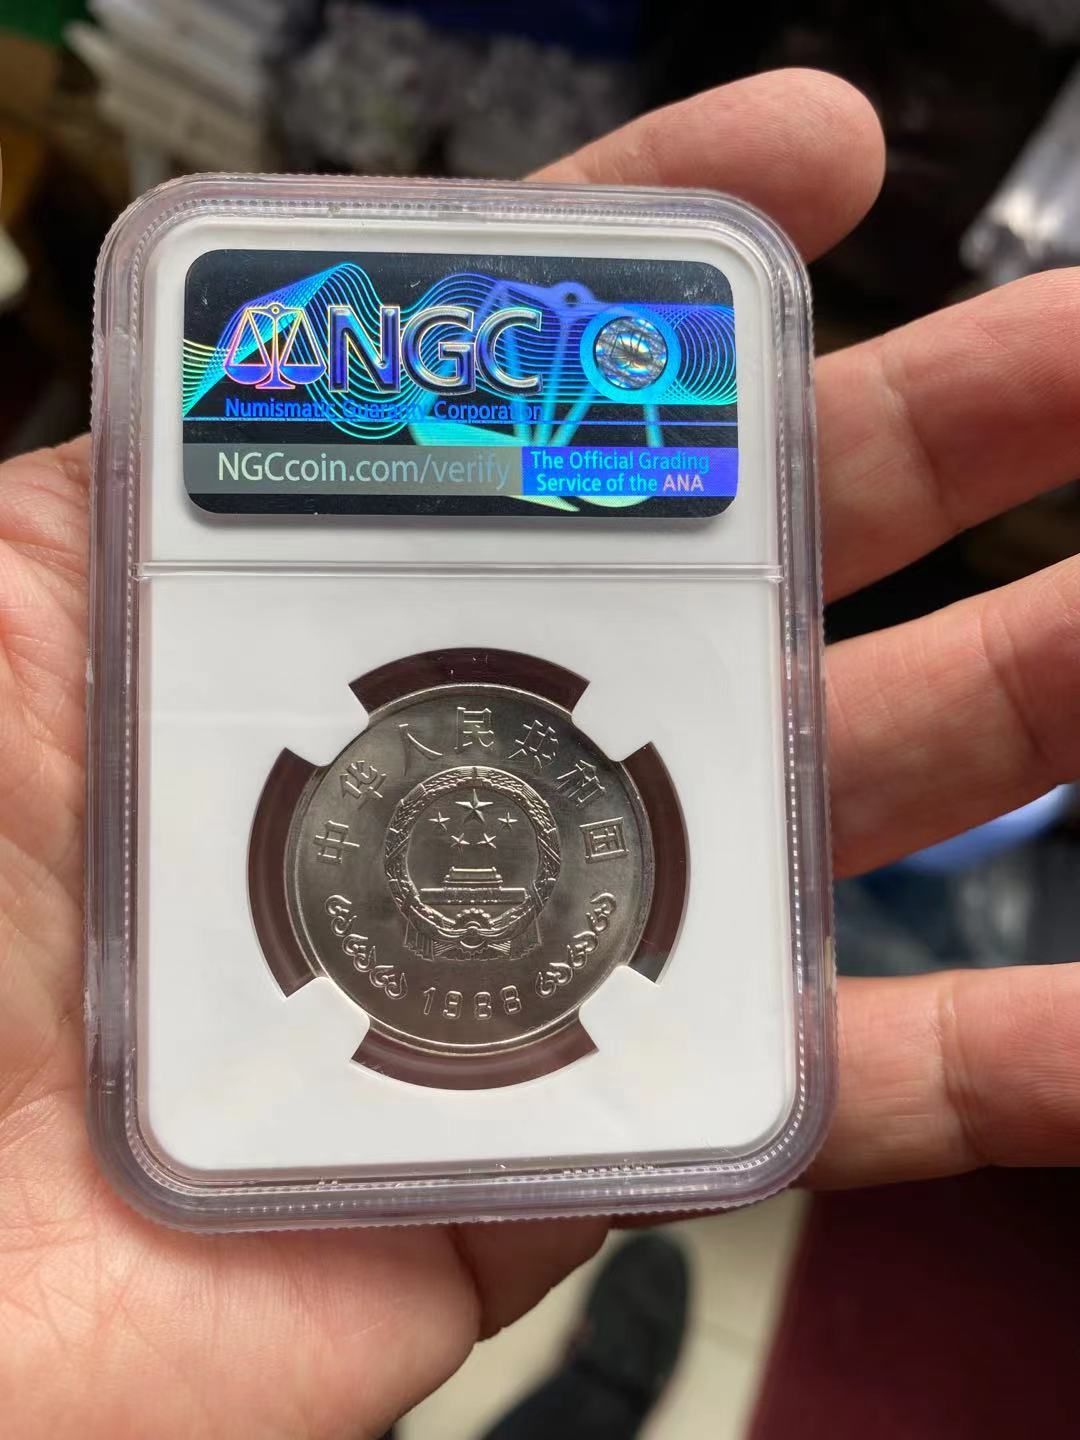 NGC
Numismatic Guaranty Corporation
NGCcoin.com/verify
The Official Grading
Service of the ANA
中华人民共和国
1988